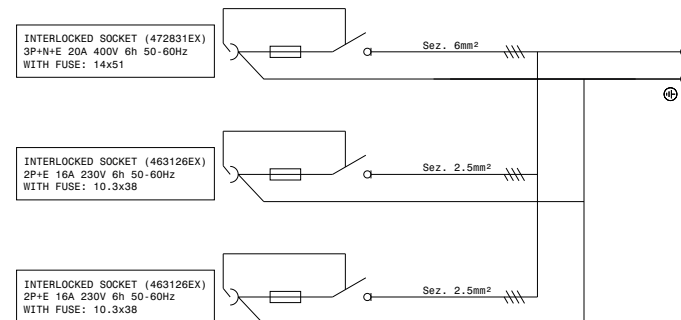 INTERLOCKED SOCKET (472831EX)
3P+N+E 20A 400V 6h 50-60Hz
WITH FUSE: 14x51
Sez. 6mm²
INTERLOCKED SOCKET (463126EX)
2P+E 16A 230V 6h 50-60Hz
WITH FUSE: 10.3x38
Sez. 2.5mm²
INTERLOCKED SOCKET (463126EX)
2P+E 16A 230V 6h 50-60Hz
WITH FUSE: 10.3x38
Sez. 2.5mm²